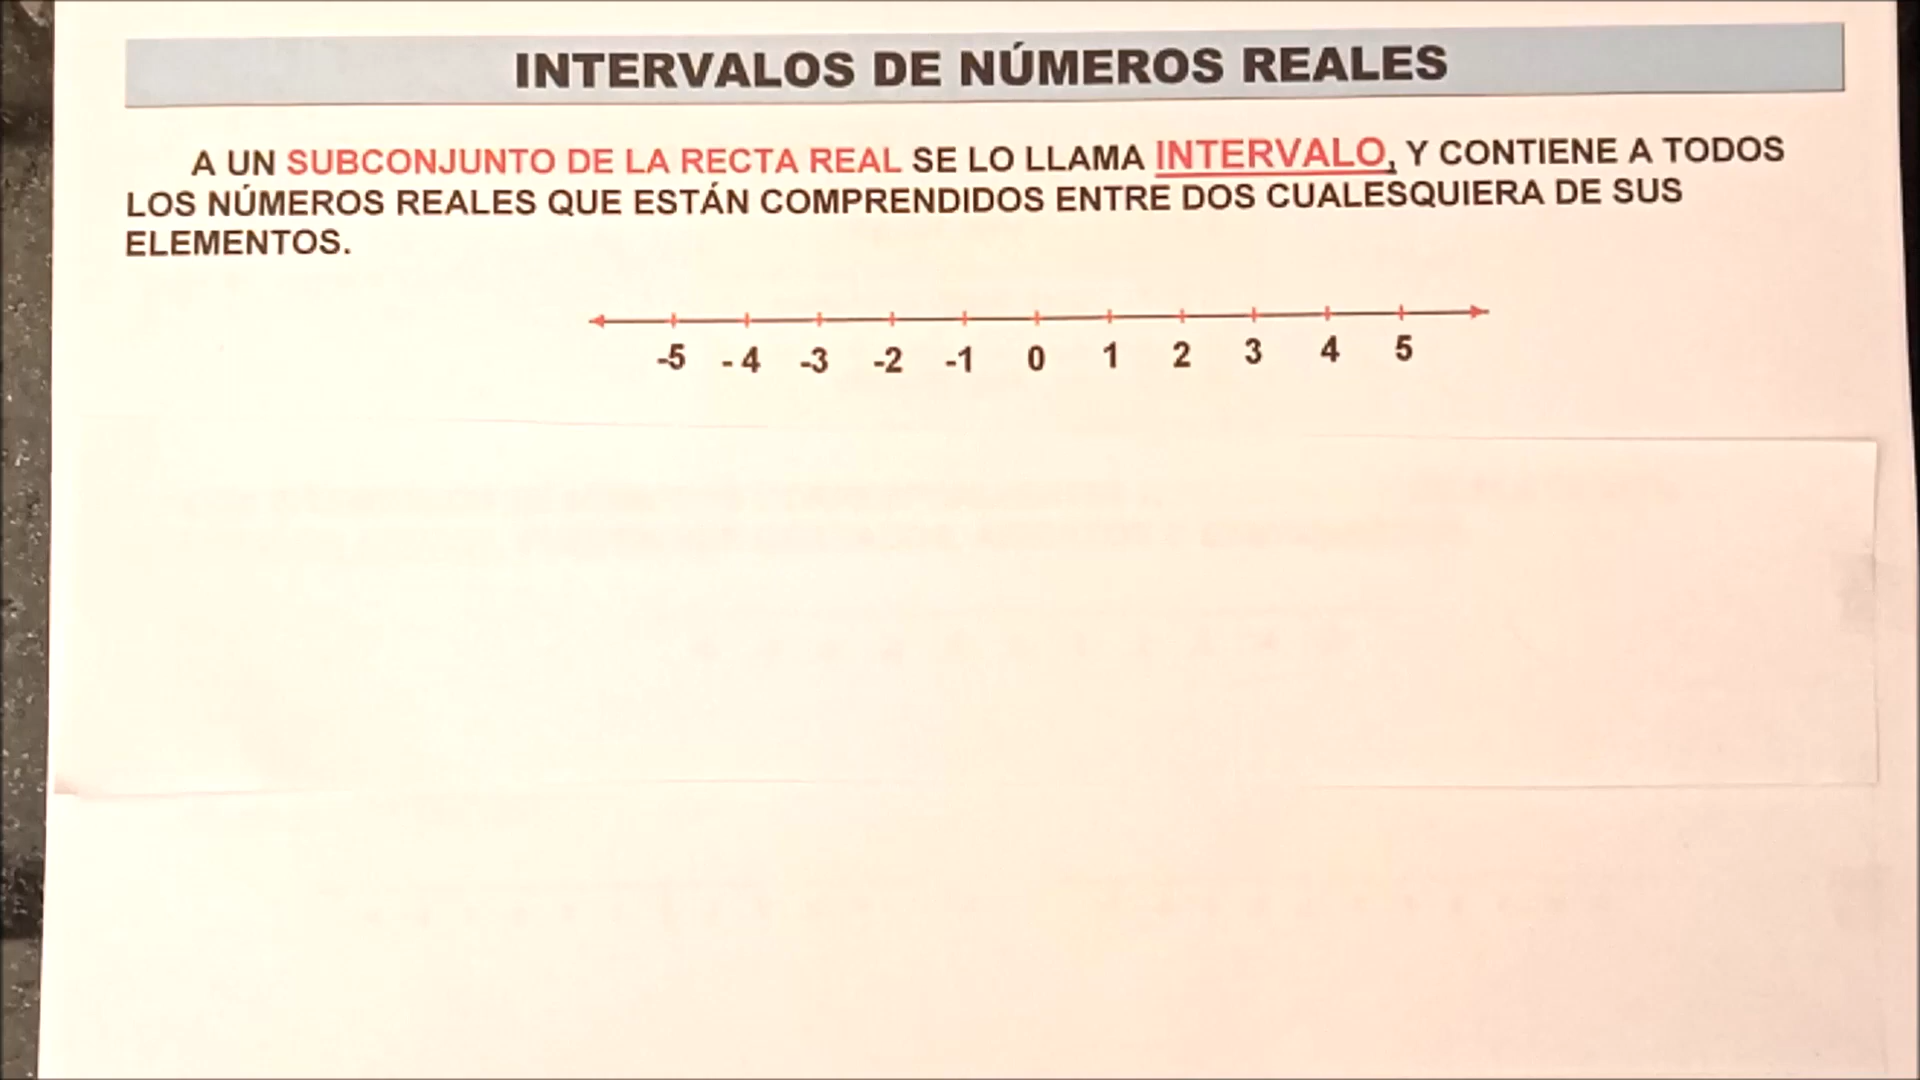 INTERVALOS DE NÚMEROS REALES
A UN SUBCONJUNTO DE LA RECTA REAL SE LO LLAMA INTERVALO, Y CONTIENE A TODOS
LOS NÚMEROS REALES QUE ESTÁN COMPRENDIDOS ENTRE DOS CUALESQUIERA DE SUS
ELEMENTOS.
-5 - 4 -3 -2 -1 0 1 2 3 4 5